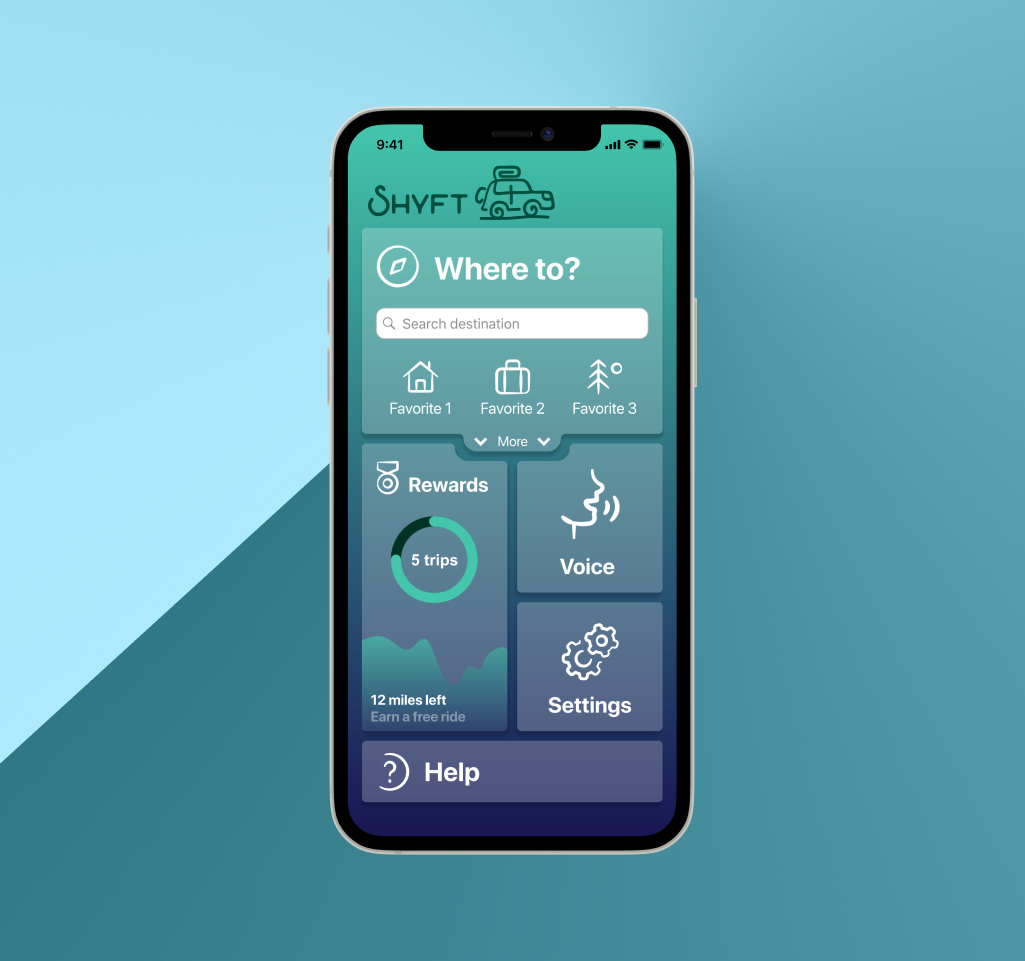 9:41
SHYFT
Where to?
Search destination
Favorite 1 Favorite 2 Favorite 3
More
Rewards
5 trips
12 miles left
Earn a free ride
Voice
Settings
? Help